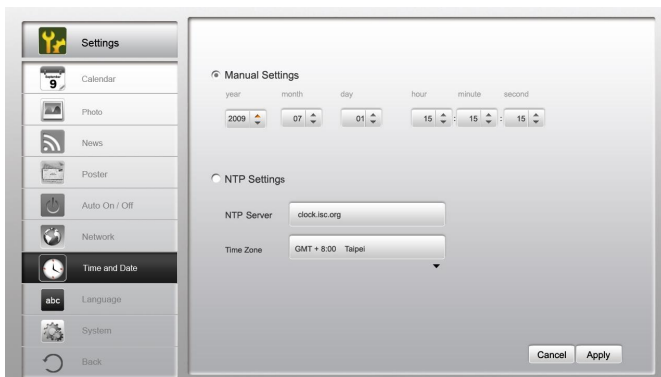 Settings
September
9
Calendar
Photo
News
Poster
Auto On / Off
Network
Time and Date
abc
Language
System
Back
Manual Settings
year month day hour minute second
2009 07 01 15 : 15 : 15
NTP Settings
NTP Server clock.isc.org
Time Zone GMT + 8:00 Taipei
Cancel Apply